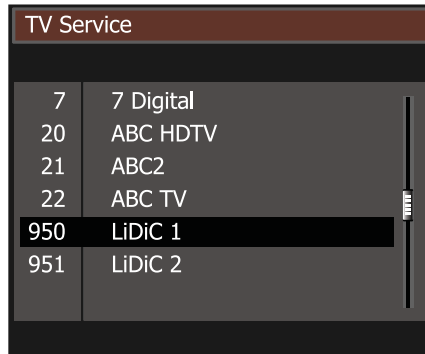 TV Service
7 7 Digital
20 ABC HDTV
21 ABC2
22 ABC TV
950 LiDiC 1
951 LiDiC 2